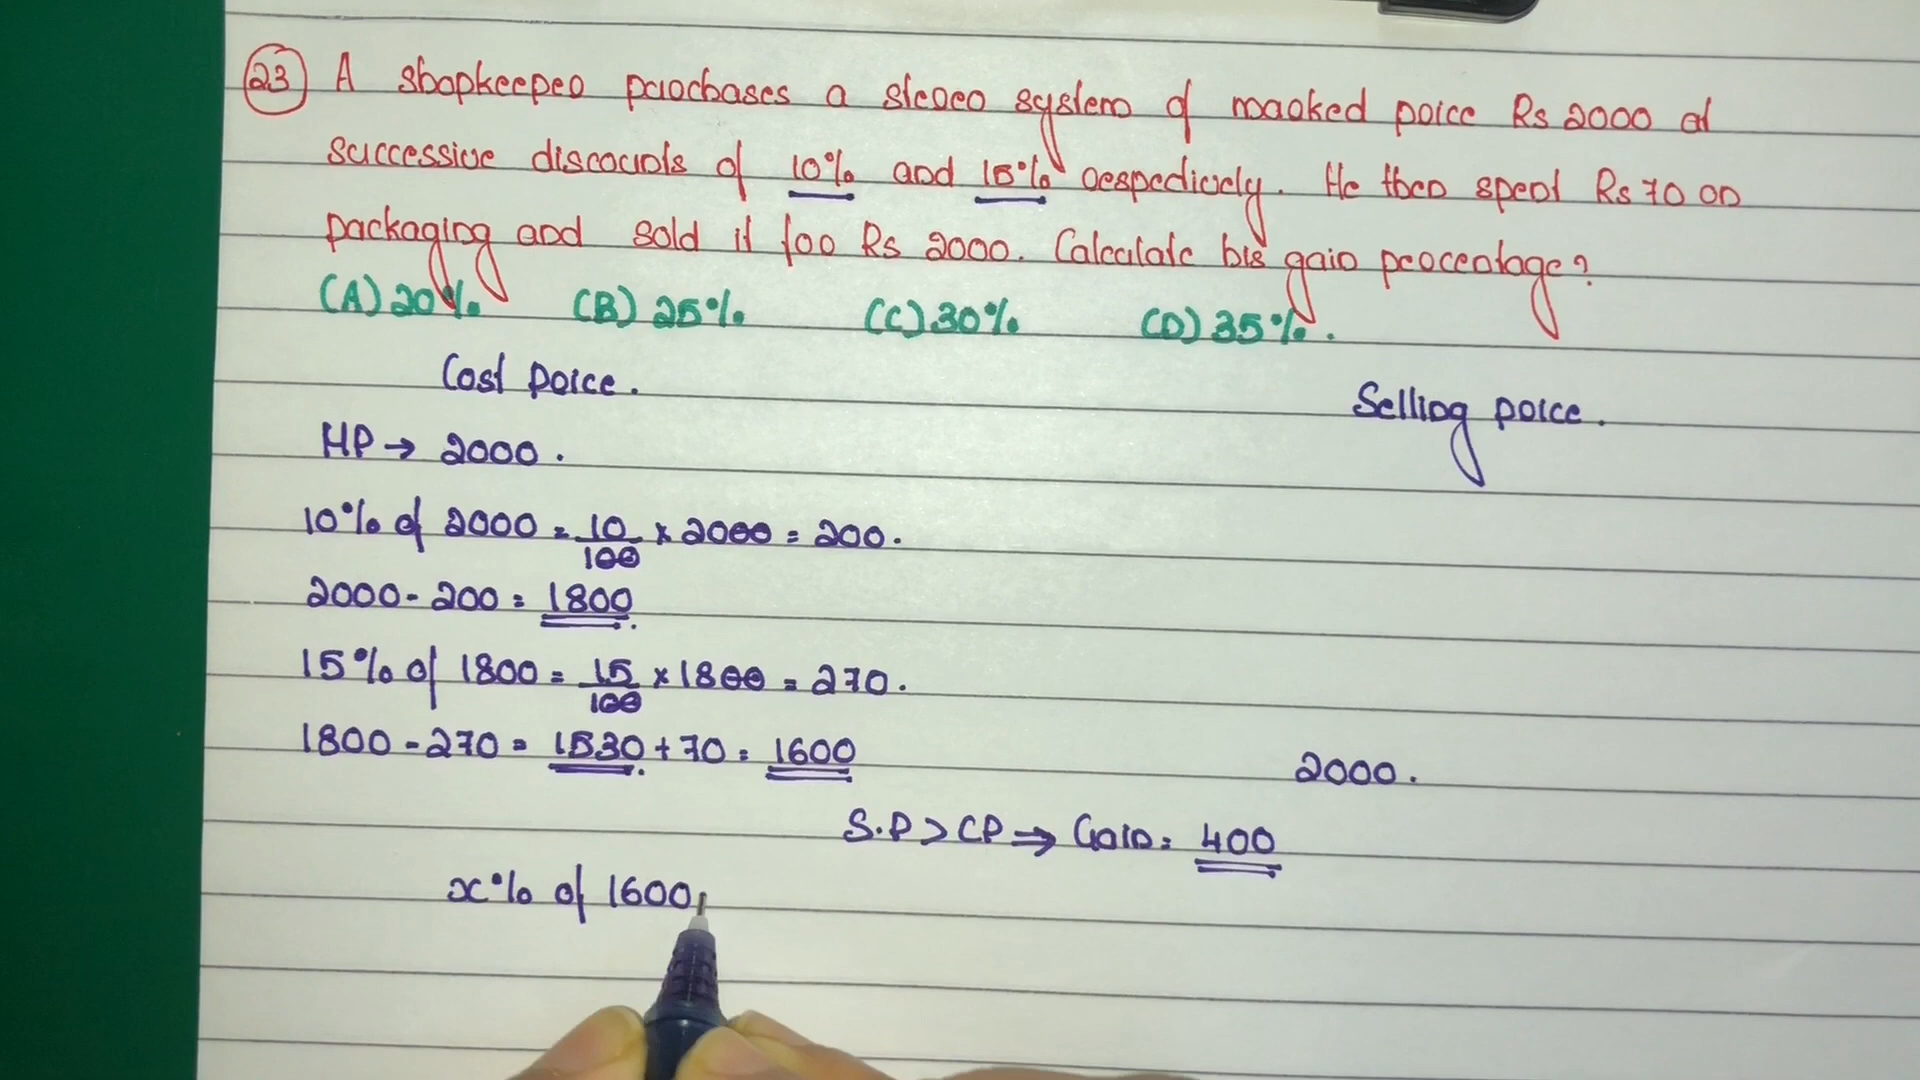 23 A shopkeeper purchases a stereo system of marked price Rs 2000 at
successive discounts of 10% and 15% respectively. He then spent Rs 70 on
packaging and sold it for Rs 2000. Calculate his gain percentage?
(A) 20% (B) 25% (C) 30% (D) 35%.
Cost price. Selling price.
MP → 2000.
10% of 2000 = 10/100 × 2000 = 200.
2000 - 200 = 1800.
15% of 1800 = 15/100 × 1800 = 270.
1800 - 270 = 1530. + 70 = 1600 2000.
S.P > CP ⇒ Gain = 400
x% of 1600